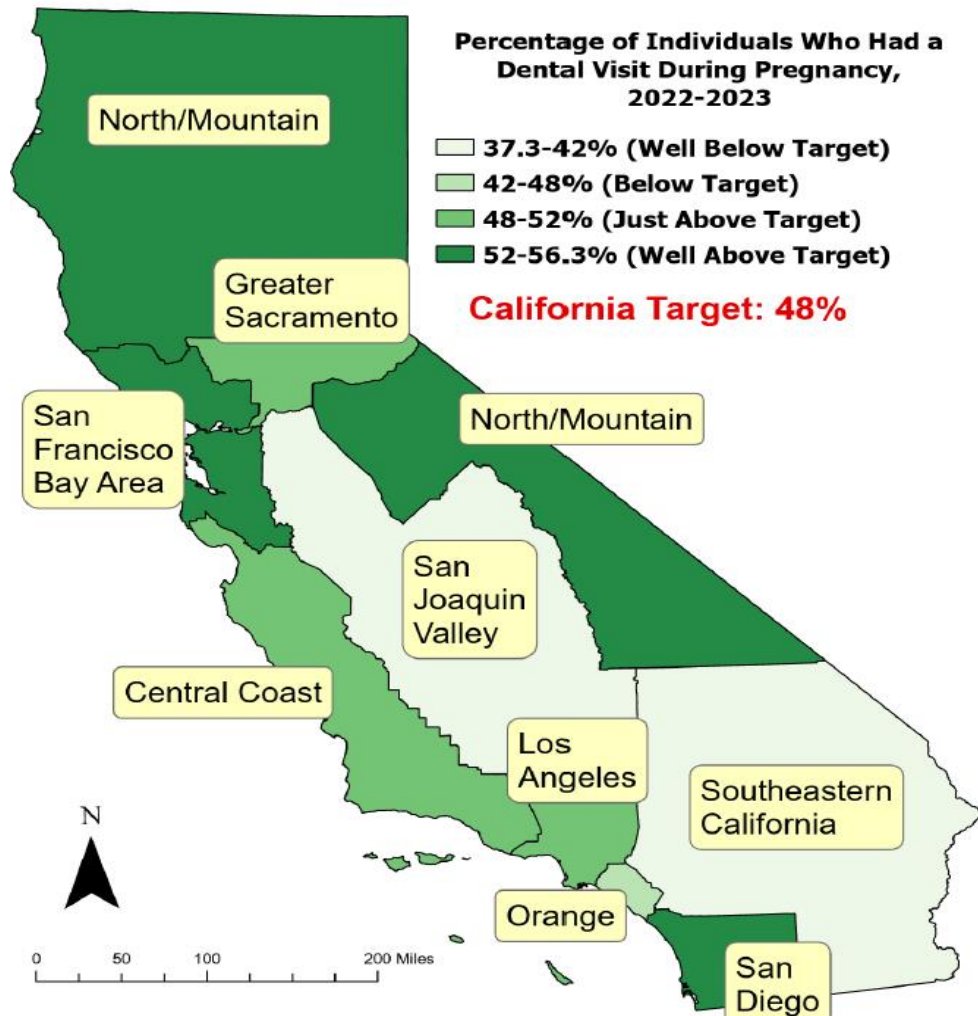 Percentage of Individuals Who Had a
Dental Visit During Pregnancy,
2022-2023
37.3-42% (Well Below Target)
42-48% (Below Target)
48-52% (Just Above Target)
52-56.3% (Well Above Target)
California Target: 48%
North/Mountain
Greater
Sacramento
San
Francisco
Bay Area
North/Mountain
San
Joaquin
Valley
Central Coast
Los
Angeles
Southeastern
California
Orange
San
Diego
N
0 50 100 200 Miles